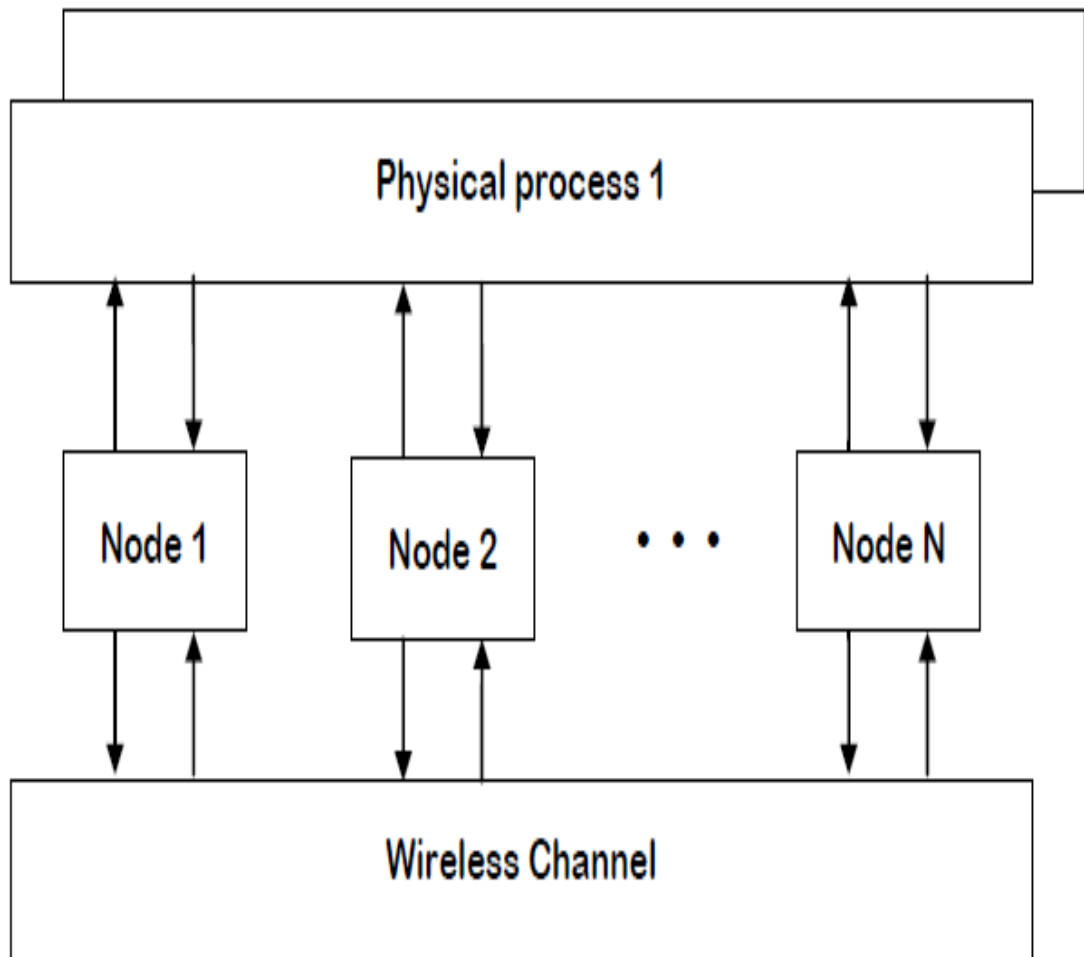 Physical process 1
Node 1
Node 2
• • •
Node N
Wireless Channel